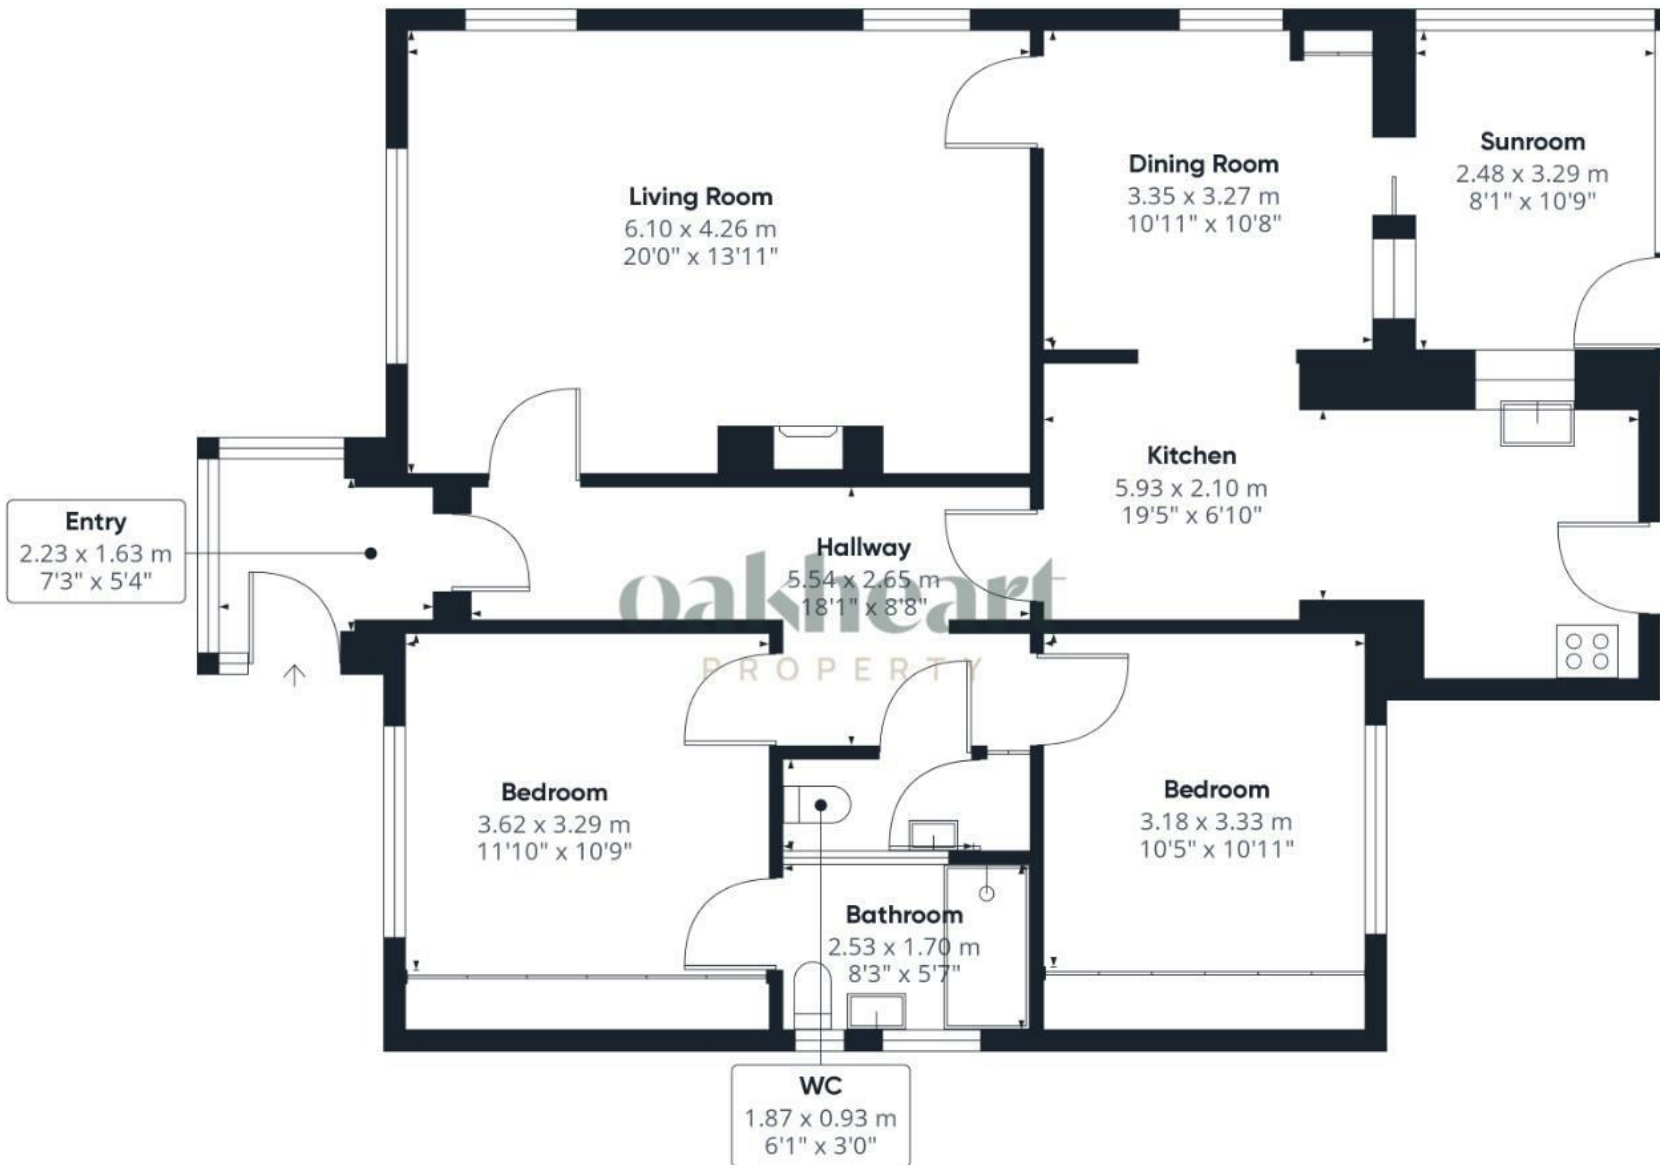 Living Room
6.10 x 4.26 m
20'0" x 13'11"
Dining Room
3.35 x 3.27 m
10'11" x 10'8"
Sunroom
2.48 x 3.29 m
8'1" x 10'9"
Kitchen
5.93 x 2.10 m
19'5" x 6'10"
Entry
2.23 x 1.63 m
7'3" x 5'4"
Hallway
5.54 x 2.65 m
18'1" x 8'8"
oakheart
PROPERTY
Bedroom
3.62 x 3.29 m
11'10" x 10'9"
Bedroom
3.18 x 3.33 m
10'5" x 10'11"
Bathroom
2.53 x 1.70 m
8'3" x 5'7"
WC
1.87 x 0.93 m
6'1" x 3'0"